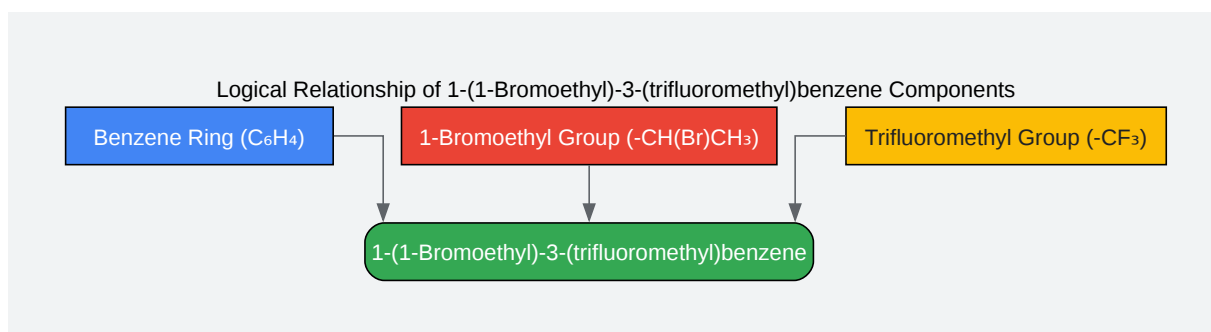 Logical Relationship of 1-(1-Bromoethyl)-3-(trifluoromethyl)benzene Components
Benzene Ring (C₆H₄)
1-Bromoethyl Group (-CH(Br)CH₃)
Trifluoromethyl Group (-CF₃)
1-(1-Bromoethyl)-3-(trifluoromethyl)benzene